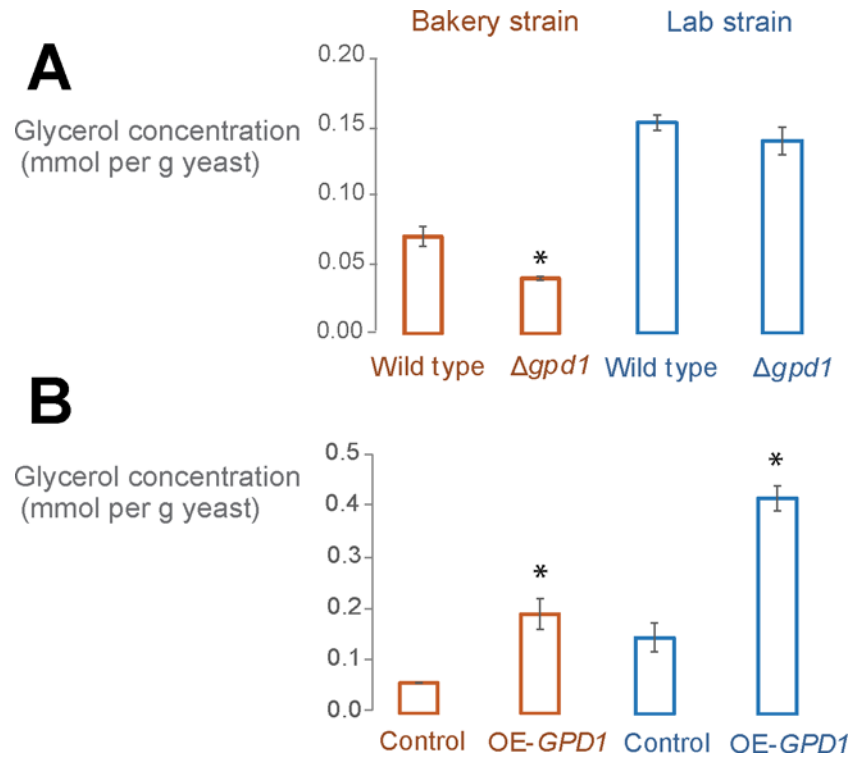 Bakery strain Lab strain
A
Glycerol concentration
(mmol per g yeast)
0.20
0.15
0.10
0.05
0.00
*
Wild type Δgpd1 Wild type Δgpd1
B
Glycerol concentration
(mmol per g yeast)
0.5
0.4
0.3
0.2
0.1
0.0
* *
Control OE-GPD1 Control OE-GPD1